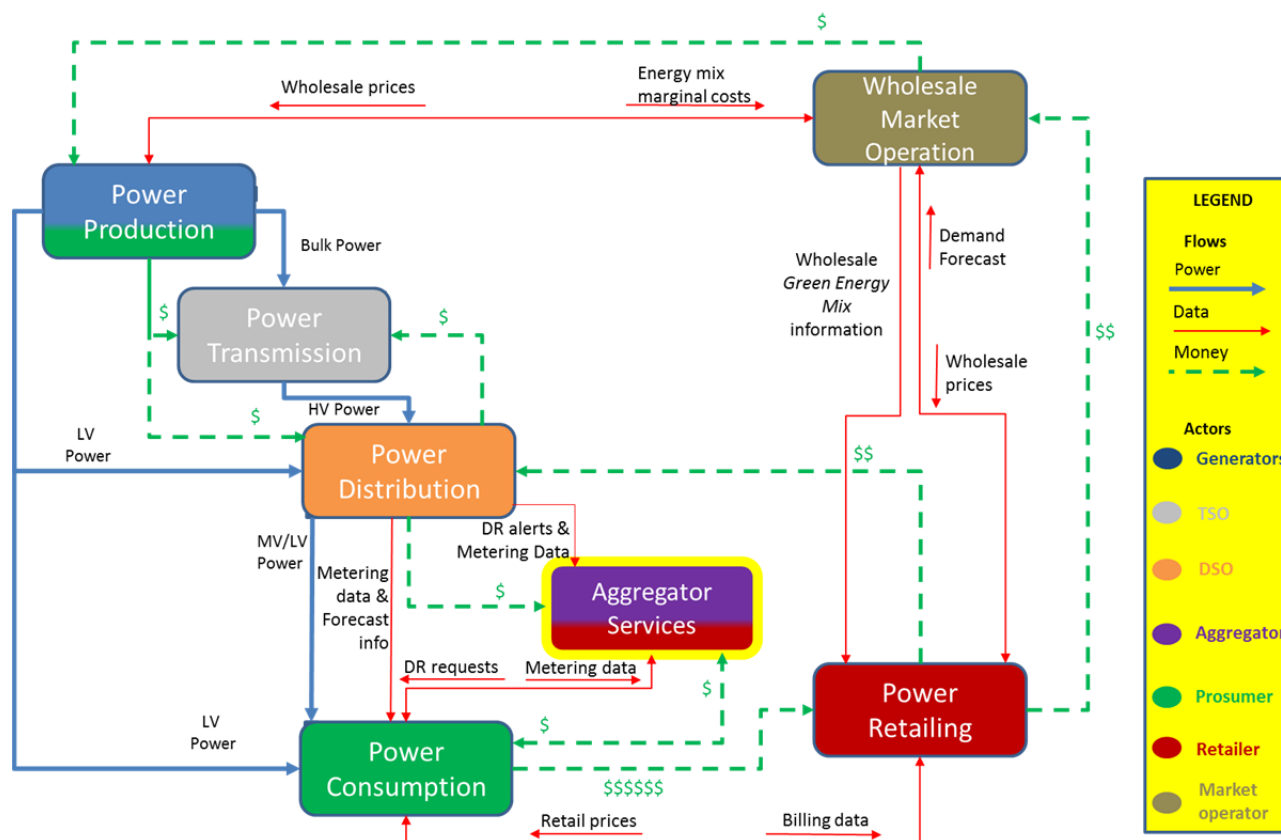 $
Wholesale prices
Energy mix
marginal costs
Wholesale
Market
Operation
Power
Production
Bulk Power
$
Power
Transmission
$
HV Power
$
LV
Power
Power
Distribution
Wholesale
Green Energy
Mix
information
Demand
Forecast
Wholesale
prices
$$
$$
MV/LV
Power
Metering
data &
Forecast
info
DR alerts &
Metering Data
$
Aggregator
Services
DR requests
Metering data
$
$
LV
Power
Power
Consumption
$$$$$$
Power
Retailing
Retail prices
Billing data
LEGEND
Flows
Power
Data
Money
Actors
Generators
TSO
DSO
Aggregator
Prosumer
Retailer
Market
operator